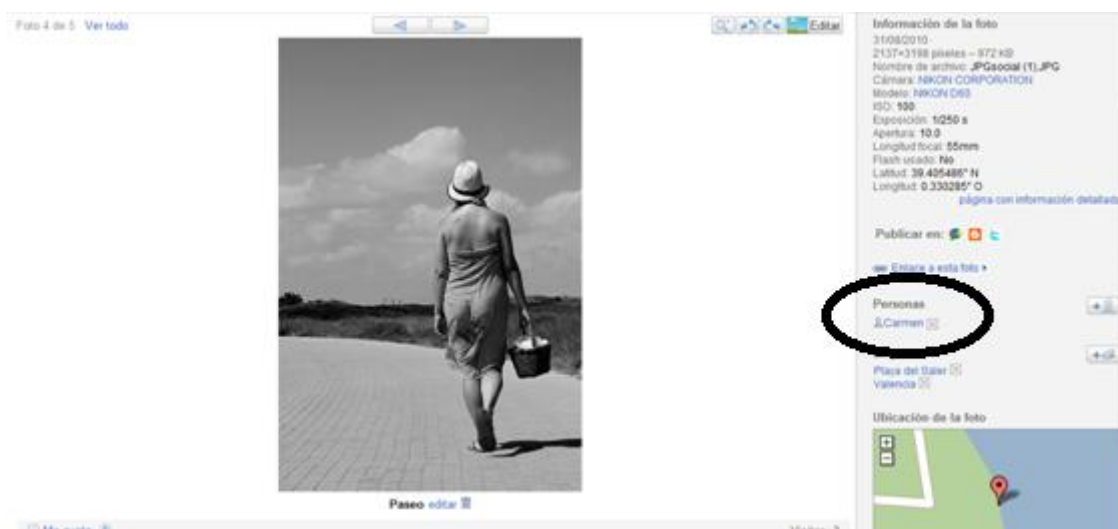 Foto 4 de 5 Ver todo
Editar
Información de la foto
31/08/2010
2137×3198 píxeles – 972 KB
Nombre de archivo: JPGsocial (1).JPG
Cámara: NIKON CORPORATION
Modelo: NIKON D60
ISO: 100
Exposición: 1/250 s
Apertura: 10.0
Longitud focal: 55mm
Flash usado: No
Latitud: 39.405486° N
Longitud: 0.330285° O
página con información detallada
Publicar en:
Enlace a esta foto
Personas
Carmen
Playa del Saler
Valencia
Ubicación de la foto
Paseo editar
Me gusta